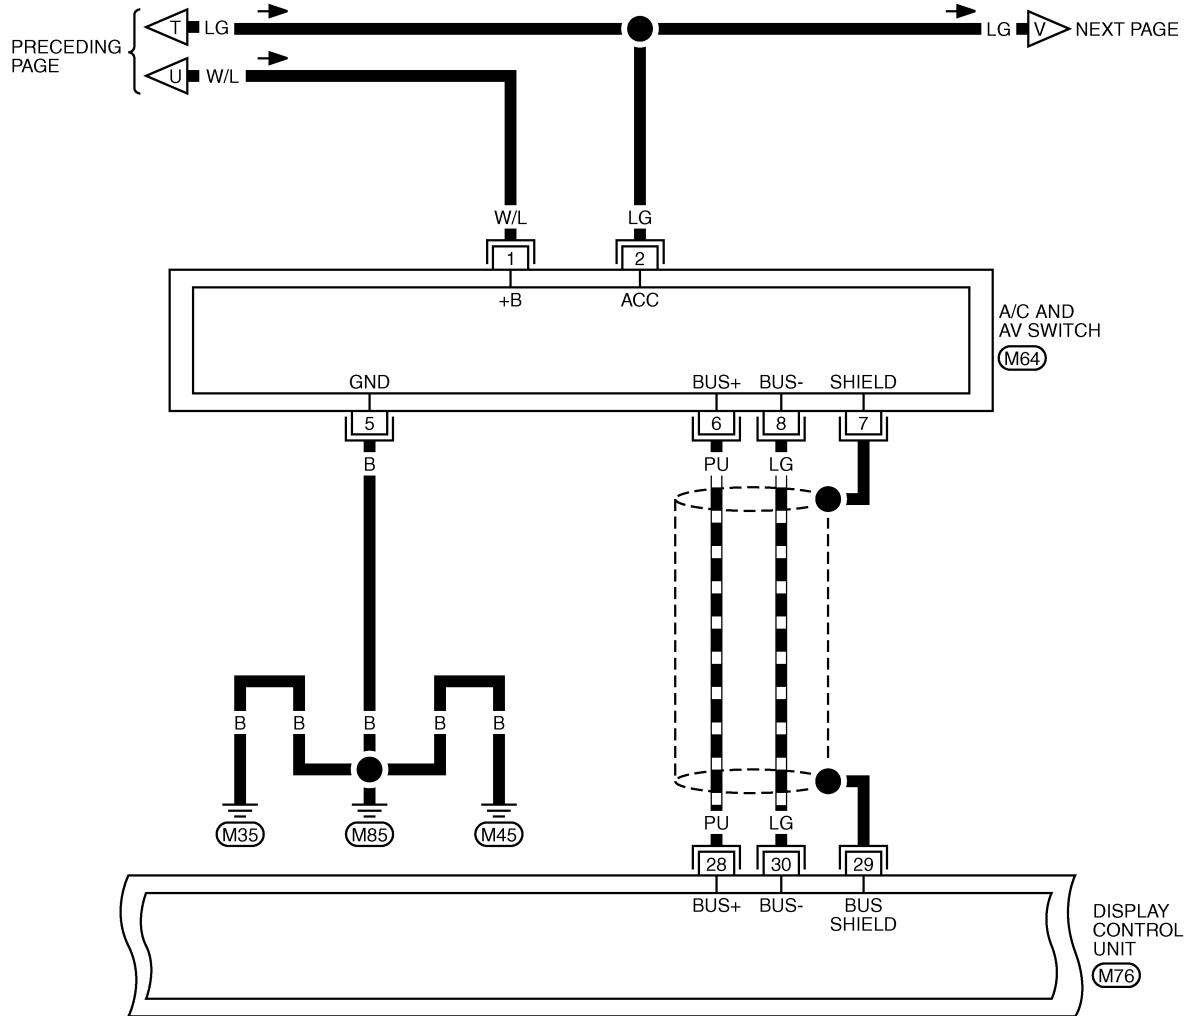 PRECEDING
PAGE
T LG LG V NEXT PAGE
U W/L
W/L LG
1 2
+B ACC
A/C AND
AV SWITCH
M64
GND BUS+ BUS- SHIELD
5 6 8 7
B PU LG
B B B B B
M35 M85 M45
PU LG
28 30 29
BUS+ BUS- BUS
SHIELD
DISPLAY
CONTROL
UNIT
M76